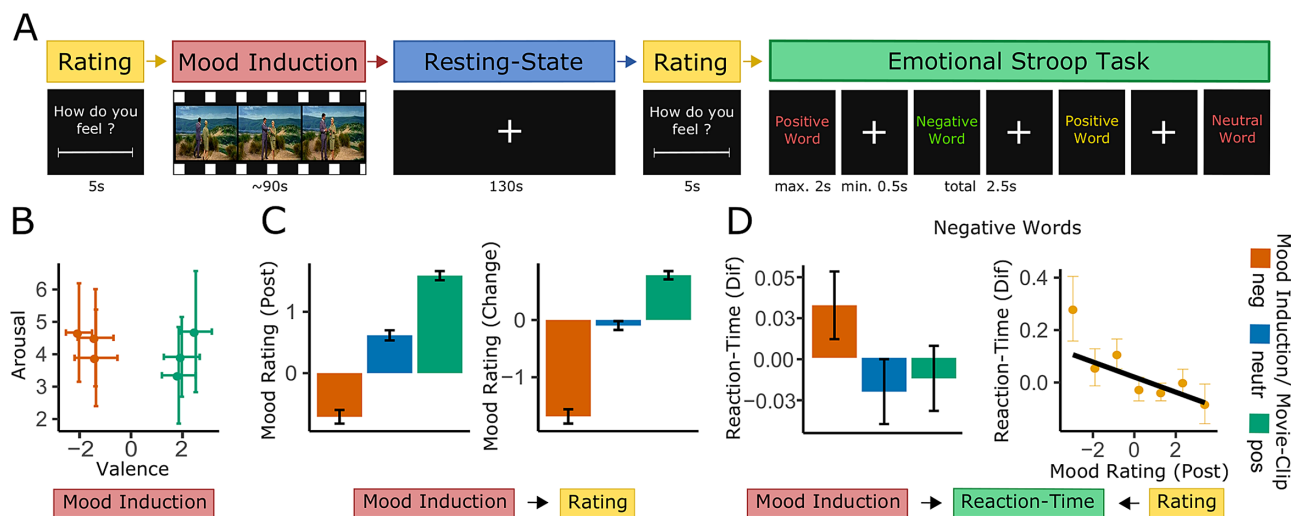 A
Rating
Mood Induction
Resting-State
Rating
Emotional Stroop Task
How do you
feel ?
+
How do you
feel ?
Positive
Word
+
Negative
Word
+
Positive
Word
+
Neutral
Word
5s
~90s
130s
5s
max. 2s
min. 0.5s
total
2.5s
B
Arousal
6
5
4
3
2
−2
0
2
Valence
Mood Induction
C
Mood Rating (Post)
1
0
Mood Rating (Change)
0
−1
Mood Induction
Rating
D
Negative Words
Reaction-Time (Dif)
0.05
0.03
0.00
−0.03
Reaction-Time (Dif)
0.4
0.2
0.0
−2
0
2
Mood Rating (Post)
Mood Induction
Reaction-Time
Rating
Mood Induction/ Movie-Clip
neg
neutr
pos